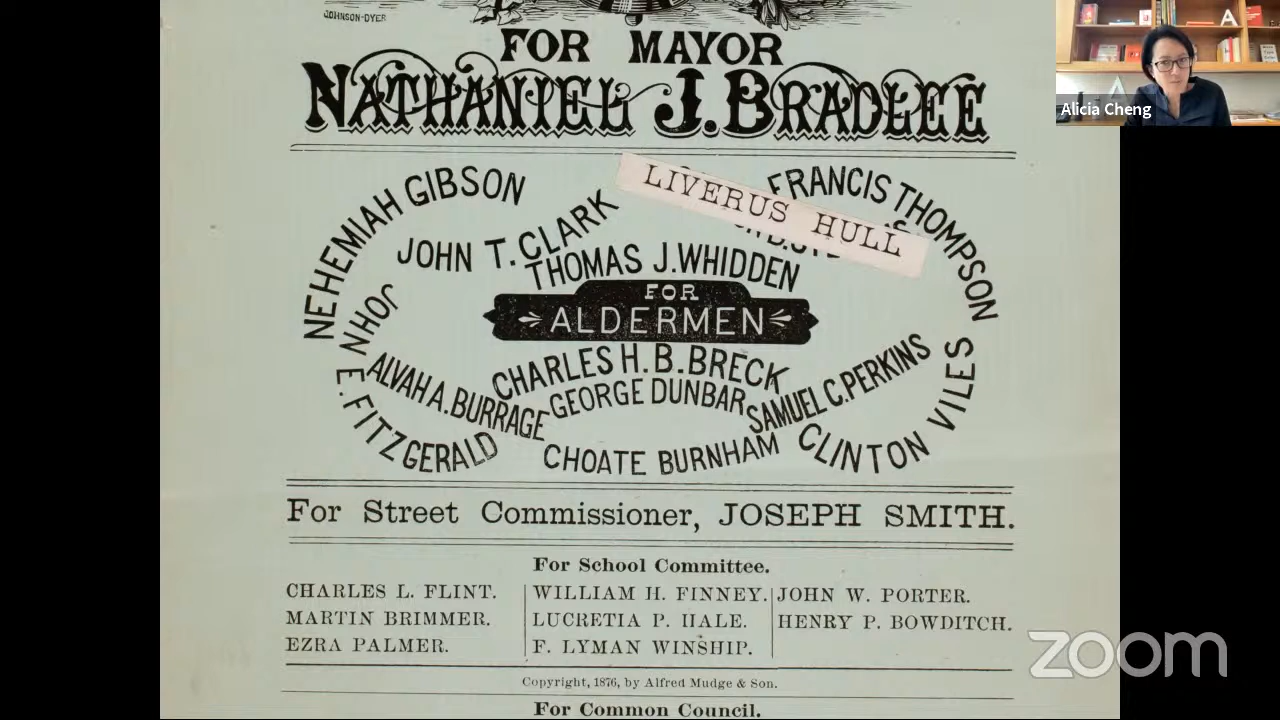 JOHNSON-DYER
FOR MAYOR
NATHANIEL J. BRADLEE
NEHEMIAH GIBSON
JOHN T. CLARK
LIVERUS HULL
FRANCIS THOMPSON
THOMAS J. WHIDDEN
FOR
ALDERMEN
JOHN E. FITZGERALD
ALVAH A. BURRAGE
CHARLES H. B. BRECK
GEORGE DUNBAR
SAMUEL C. PERKINS
CHOATE BURNHAM
CLINTON VILES
For Street Commissioner, JOSEPH SMITH.
For School Committee.
CHARLES L. FLINT.
MARTIN BRIMMER.
EZRA PALMER.
WILLIAM H. FINNEY.
LUCRETIA P. HALE.
F. LYMAN WINSHIP.
JOHN W. PORTER.
HENRY P. BOWDITCH.
Copyright, 1876, by Alfred Mudge & Son.
For Common Council.
Alicia Cheng
zoom